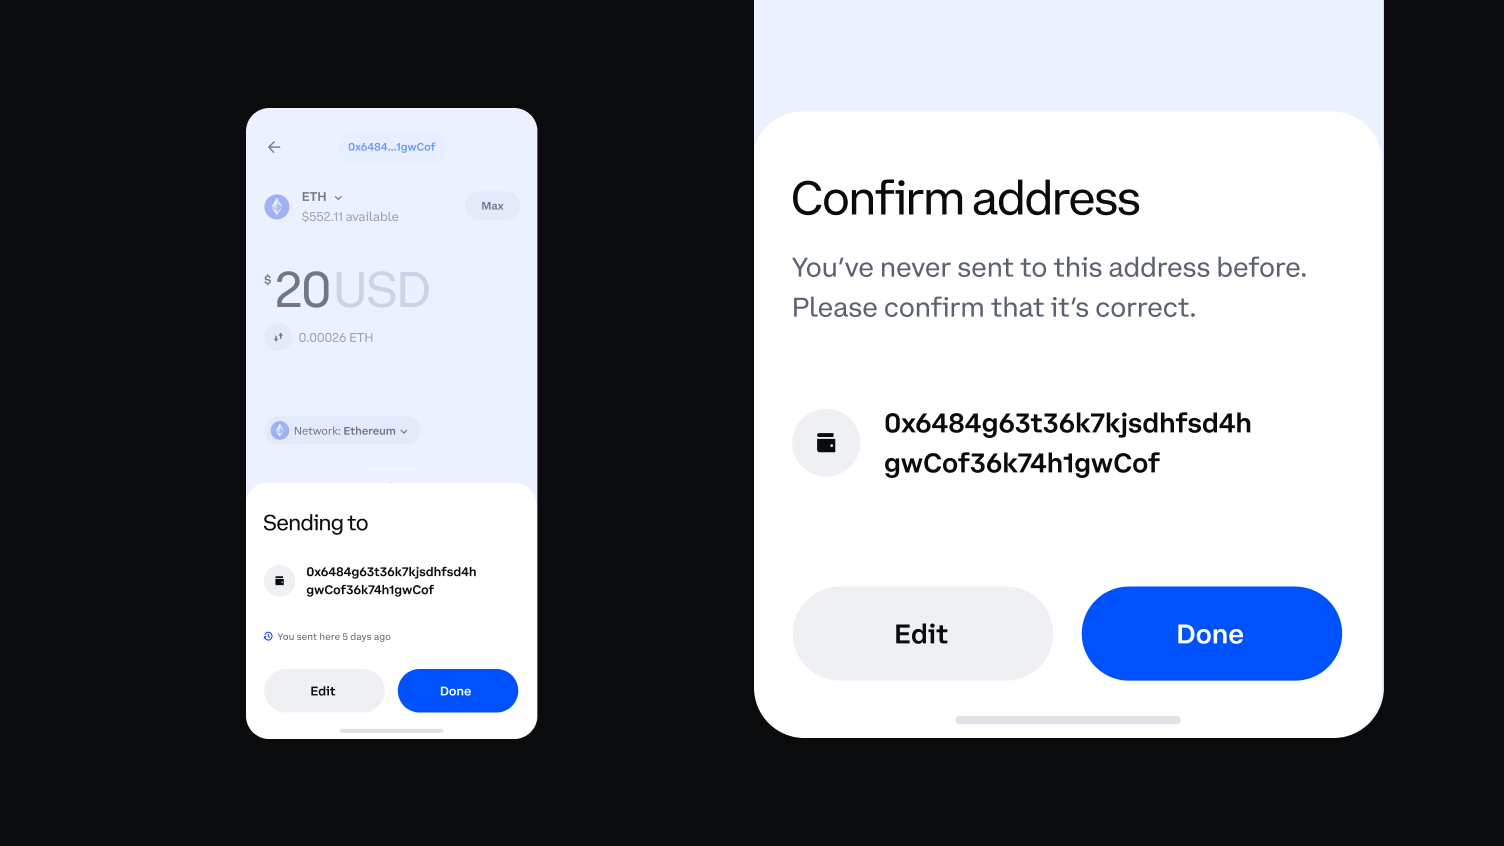 0x6484...1gwCof
ETH
$552.11 available
Max
$20USD
0.00026 ETH
Network: Ethereum
Sending to
0x6484g63t36k7kjsdhfsd4h
gwCof36k74h1gwCof
You sent here 5 days ago
Edit
Done
Confirm address
You’ve never sent to this address before.
Please confirm that it’s correct.
0x6484g63t36k7kjsdhfsd4h
gwCof36k74h1gwCof
Edit
Done